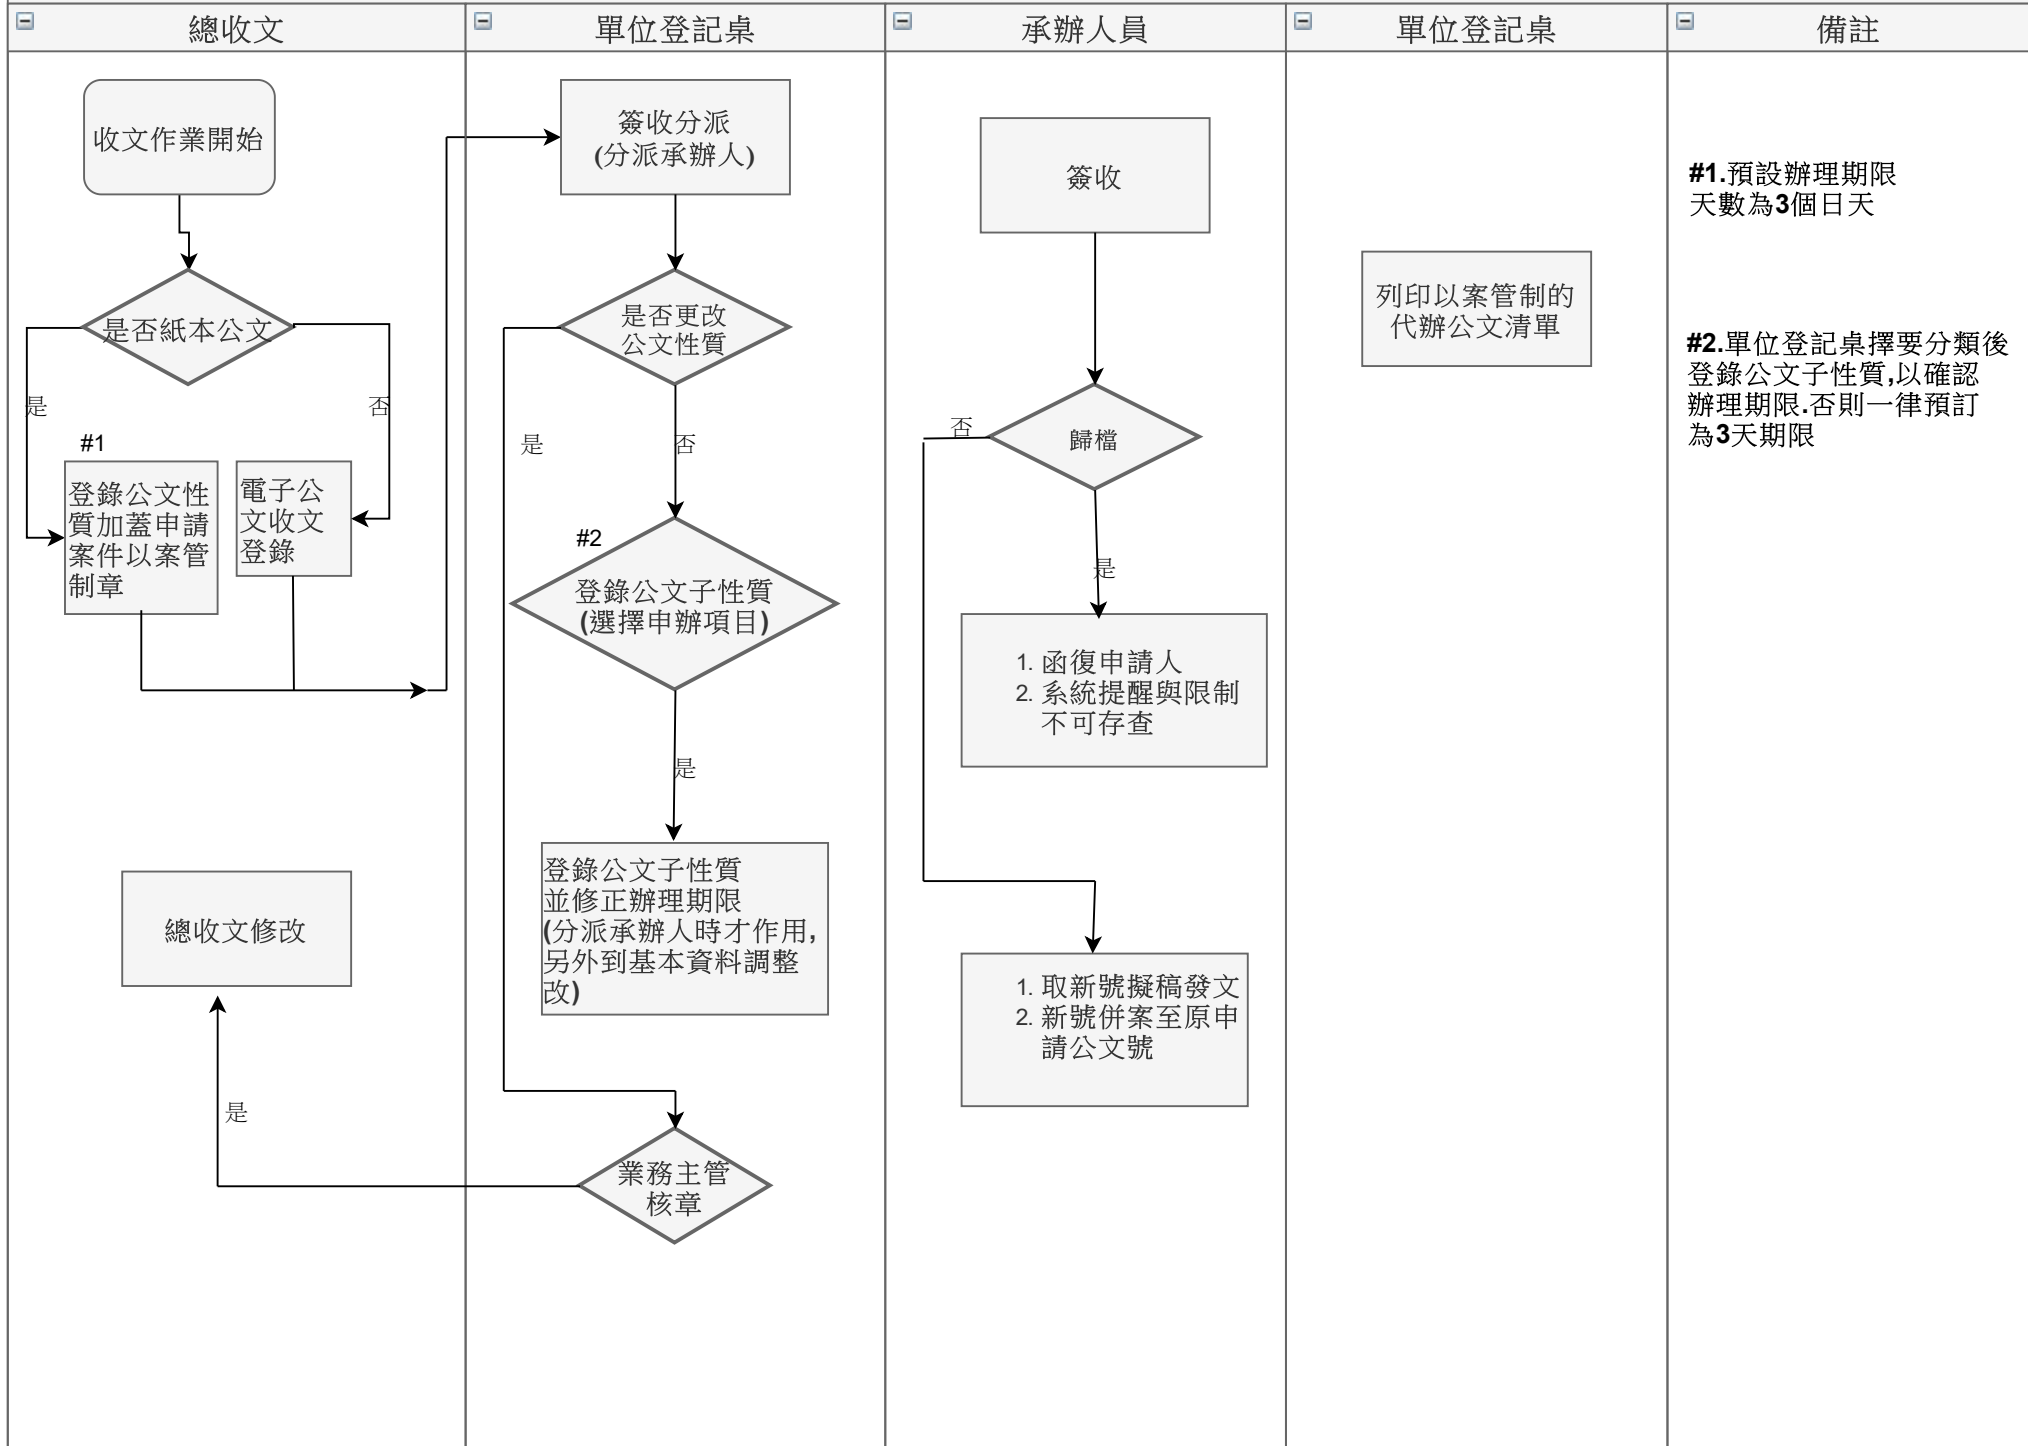 總收文
單位登記桌
承辦人員
單位登記桌
備註
收文作業開始
是否紙本公文
是
否
#1
登錄公文性
質加蓋申請
案件以案管
制章
電子公
文收文
登錄
總收文修改
是
簽收分派
(分派承辦人)
是否更改
公文性質
是
否
#2
登錄公文子性質
(選擇申辦項目)
是
登錄公文子性質
並修正辦理期限
(分派承辦人時才作用,
另外到基本資料調整
改)
業務主管
核章
簽收
歸檔
否
是
1. 函復申請人
2. 系統提醒與限制
不可存查
1. 取新號擬稿發文
2. 新號併案至原申
請公文號
列印以案管制的
代辦公文清單
#1.預設辦理期限
天數為3個日天
#2.單位登記桌擇要分類後
登錄公文子性質,以確認
辦理期限.否則一律預訂
為3天期限